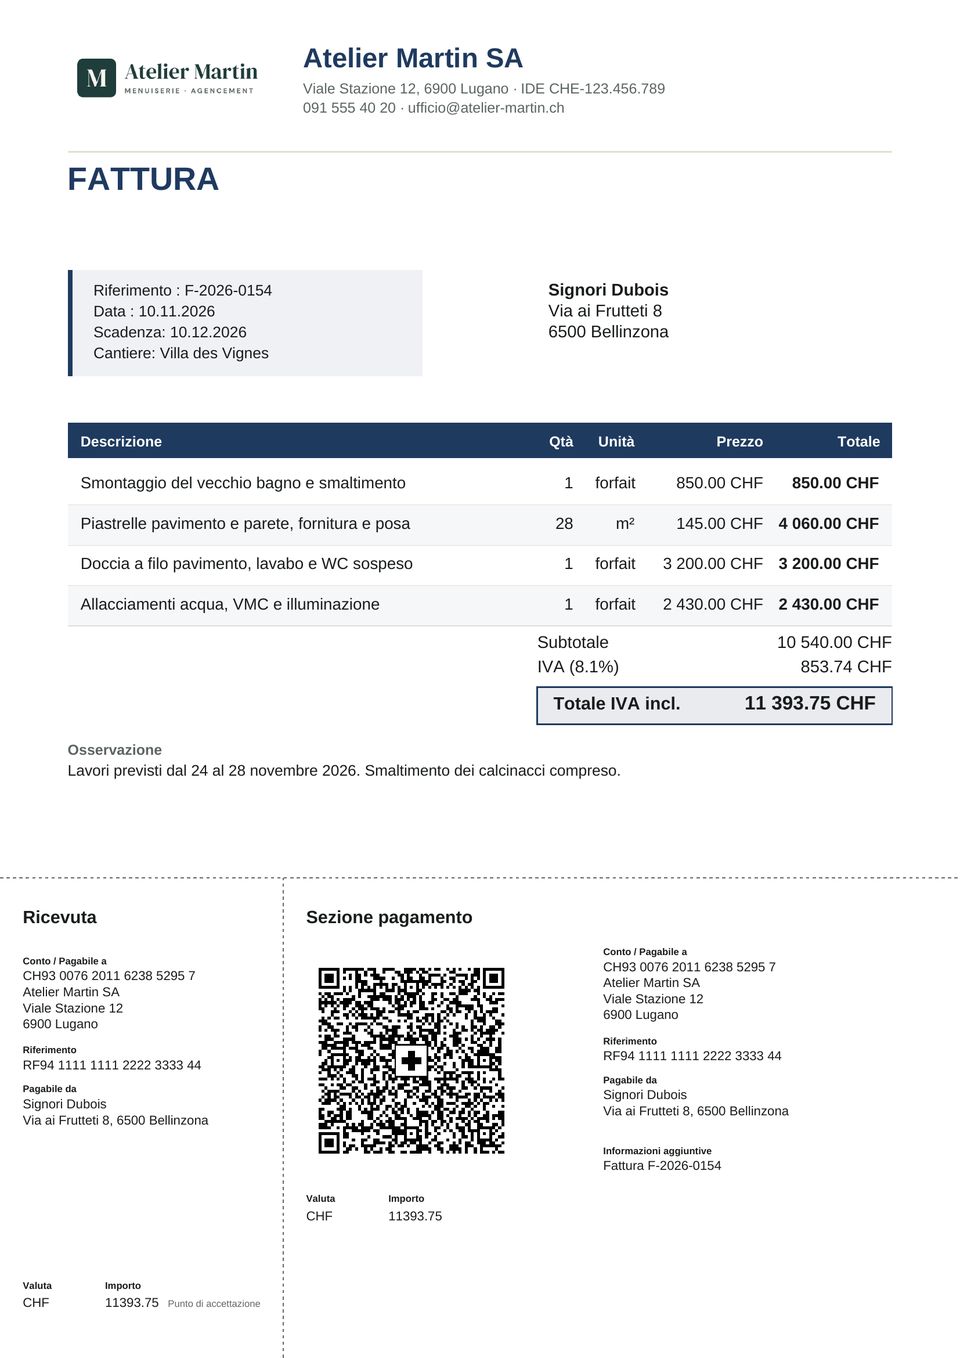 M Atelier Martin
MENUISERIE · AGENCEMENT
Atelier Martin SA
Viale Stazione 12, 6900 Lugano · IDE CHE-123.456.789
091 555 40 20 · ufficio@atelier-martin.ch
FATTURA
Riferimento : F-2026-0154
Data : 10.11.2026
Scadenza: 10.12.2026
Cantiere: Villa des Vignes
Signori Dubois
Via ai Frutteti 8
6500 Bellinzona
Descrizione Qtà Unità Prezzo Totale
Smontaggio del vecchio bagno e smaltimento 1 forfait 850.00 CHF 850.00 CHF
Piastrelle pavimento e parete, fornitura e posa 28 m² 145.00 CHF 4 060.00 CHF
Doccia a filo pavimento, lavabo e WC sospeso 1 forfait 3 200.00 CHF 3 200.00 CHF
Allacciamenti acqua, VMC e illuminazione 1 forfait 2 430.00 CHF 2 430.00 CHF
Subtotale 10 540.00 CHF
IVA (8.1%) 853.74 CHF
Totale IVA incl. 11 393.75 CHF
Osservazione
Lavori previsti dal 24 al 28 novembre 2026. Smaltimento dei calcinacci compreso.
Ricevuta
Conto / Pagabile a
CH93 0076 2011 6238 5295 7
Atelier Martin SA
Viale Stazione 12
6900 Lugano
Riferimento
RF94 1111 1111 2222 3333 44
Pagabile da
Signori Dubois
Via ai Frutteti 8, 6500 Bellinzona
Valuta Importo
CHF 11393.75 Punto di accettazione
Sezione pagamento
Valuta Importo
CHF 11393.75
Conto / Pagabile a
CH93 0076 2011 6238 5295 7
Atelier Martin SA
Viale Stazione 12
6900 Lugano
Riferimento
RF94 1111 1111 2222 3333 44
Pagabile da
Signori Dubois
Via ai Frutteti 8, 6500 Bellinzona
Informazioni aggiuntive
Fattura F-2026-0154